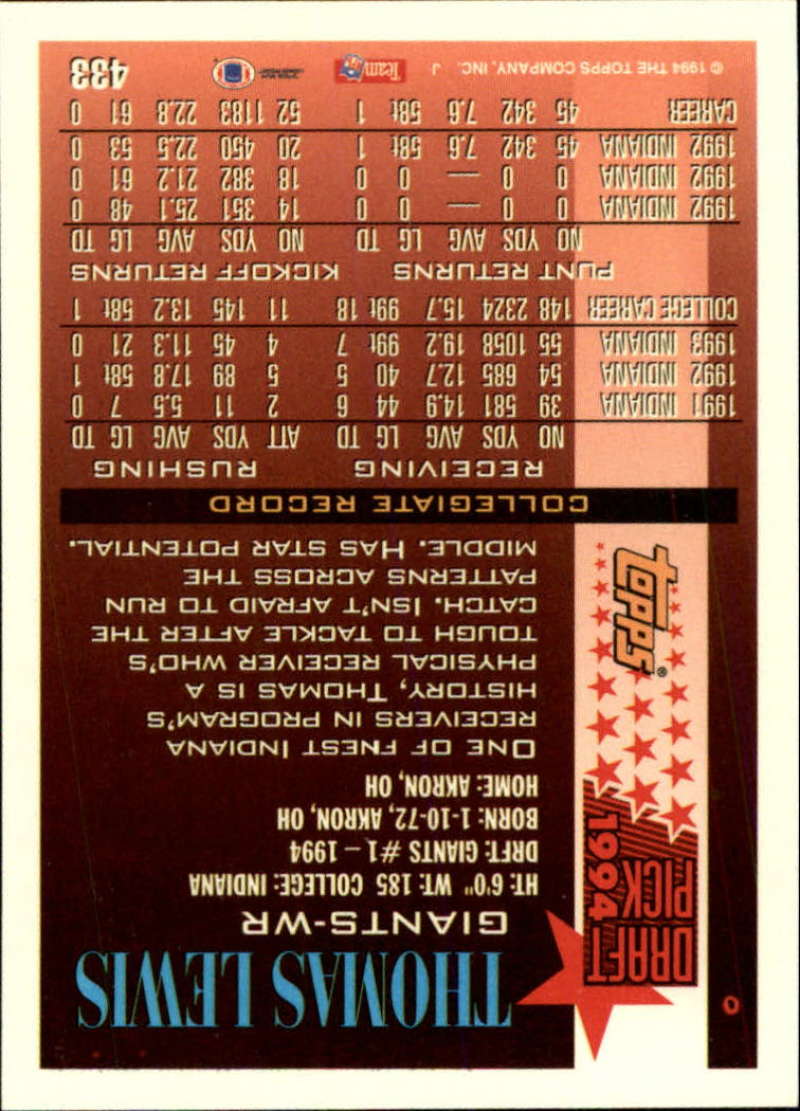 THOMAS LEWIS
GIANTS-WR
HT: 6'0" WT: 185 COLLEGE: INDIANA
DRFT: GIANTS #1 – 1994
BORN: 1-10-72, AKRON, OH
HOME: AKRON, OH
DRAFT
PICK
1994
ONE OF FINEST INDIANA
RECEIVERS IN PROGRAM'S
HISTORY, THOMAS IS A
PHYSICAL RECEIVER WHO'S
TOUGH TO TACKLE AFTER THE
CATCH. ISN'T AFRAID TO RUN
PATTERNS ACROSS THE
MIDDLE. HAS STAR POTENTIAL.
topps®
COLLEGIATE RECORD
RECEIVING RUSHING
NO YDS AVG LG TD ATT YDS AVG LG TD
1991 INDIANA 39 581 14.9 44 6 2 11 5.5 7 0
1992 INDIANA 54 685 12.7 40 5 5 89 17.8 58t 1
1993 INDIANA 55 1058 19.2 99t 7 4 45 11.3 21 0
COLLEGE CAREER 148 2324 15.7 99t 18 11 145 13.2 58t 1
PUNT RETURNS KICKOFF RETURNS
NO YDS AVG LG TD NO YDS AVG LG TD
1992 INDIANA 0 0 — 0 0 14 351 25.1 48 0
1992 INDIANA 0 0 — 0 0 18 382 21.2 61 0
1992 INDIANA 45 342 7.6 58t 1 20 450 22.5 53 0
CAREER 45 342 7.6 58t 1 52 1183 22.8 61 0
© 1994 THE TOPPS COMPANY, INC. J
Team NFL
433